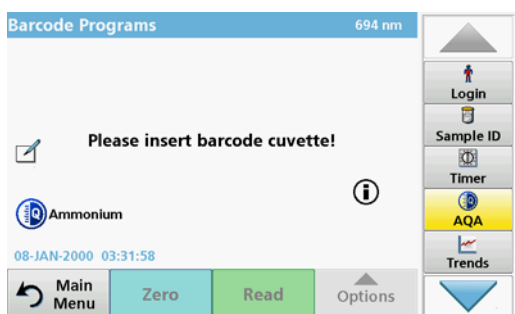 Barcode Programs
694 nm
Please insert barcode cuvette!
Ammonium
08-JAN-2000 03:31:58
Main
Menu
Zero
Read
Options
Login
Sample ID
Timer
AQA
Trends